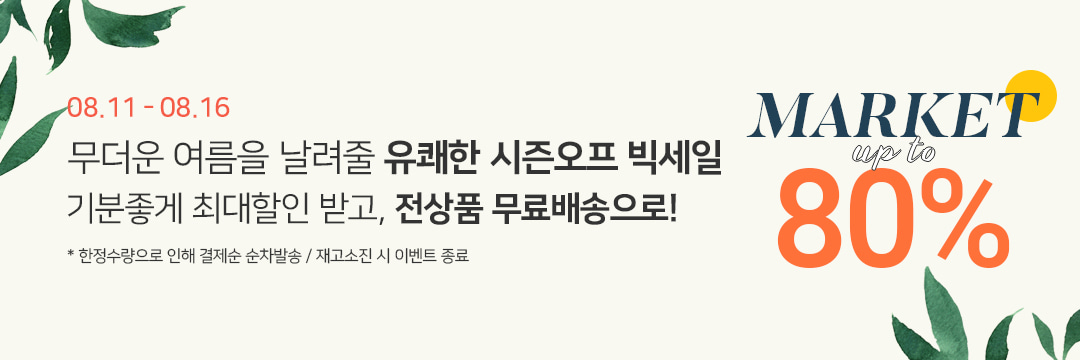 08.11 - 08.16
무더운 여름을 날려줄 유쾌한 시즌오프 빅세일
기분좋게 최대할인 받고, 전상품 무료배송으로!
* 한정수량으로 인해 결제순 순차발송 / 재고소진 시 이벤트 종료
MARKET
up to
80%